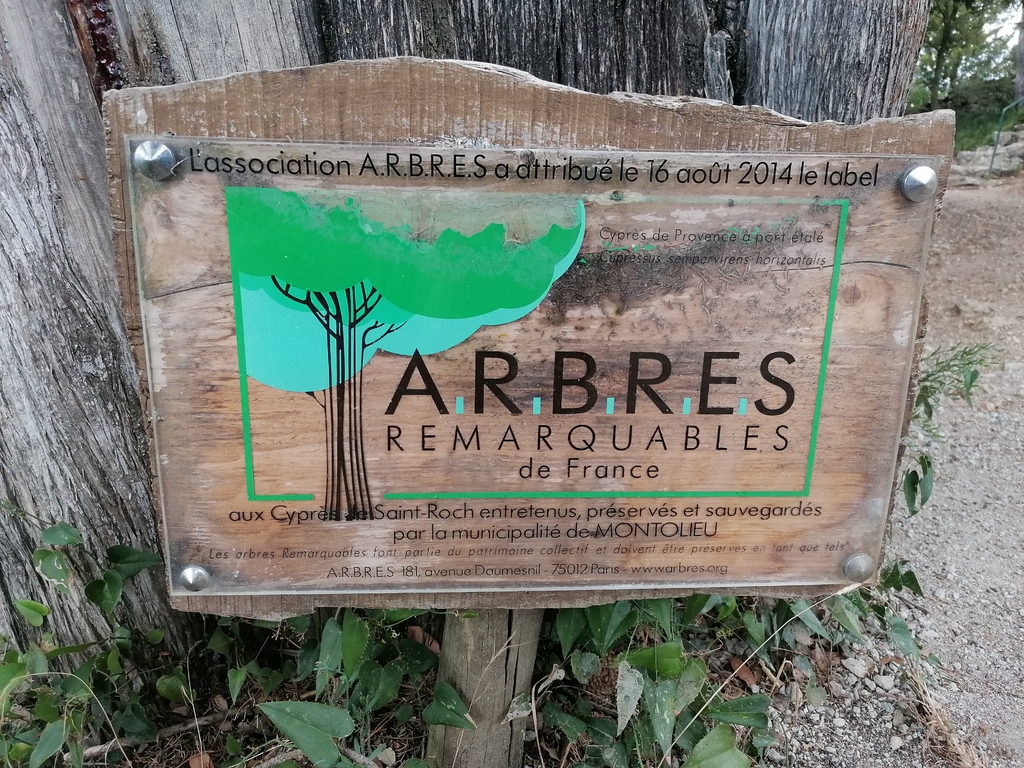 L'association A.R.B.R.E.S a attribué le 16 août 2014 le label
Cyprès de Provence à port étalé
Cupressus sempervirens horizontalis
A.R.B.R.E.S
REMARQUABLES
de France
aux Cyprès de Saint-Roch entretenus, préservés et sauvegardés
par la municipalité de MONTOLIEU
"Les arbres Remarquables font partie du patrimoine collectif et doivent être préservés en tant que tels"
A.R.B.R.E.S 181, avenue Daumesnil - 75012 Paris - www.arbres.org